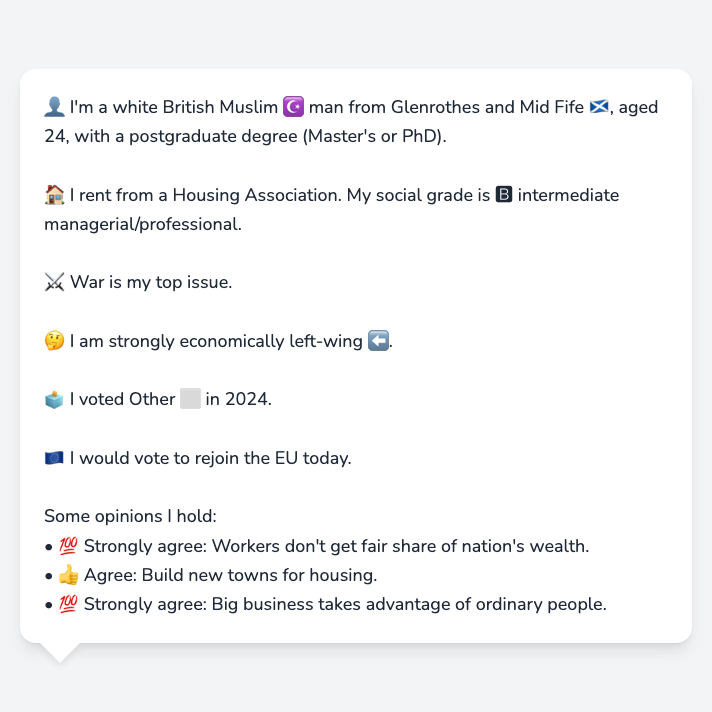 👤 I'm a white British Muslim ☪️ man from Glenrothes and Mid Fife 🏴󠁧󠁢󠁳󠁣󠁴󠁿, aged
24, with a postgraduate degree (Master's or PhD).
🏠 I rent from a Housing Association. My social grade is 🅱 intermediate
managerial/professional.
⚔️ War is my top issue.
🤔 I am strongly economically left-wing ⬅️.
🗳️ I voted Other ⬜ in 2024.
🇪🇺 I would vote to rejoin the EU today.
Some opinions I hold:
• 💯 Strongly agree: Workers don't get fair share of nation's wealth.
• 👍 Agree: Build new towns for housing.
• 💯 Strongly agree: Big business takes advantage of ordinary people.